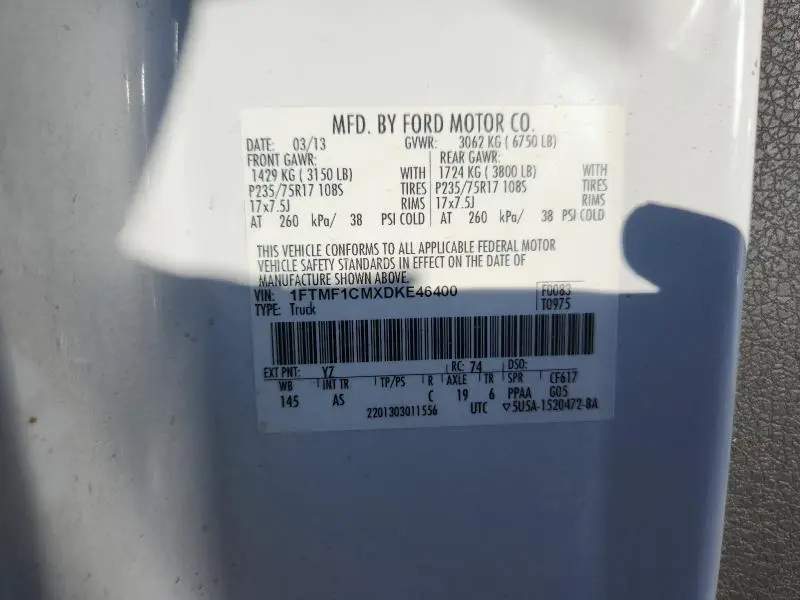 MFD. BY FORD MOTOR CO.
DATE: 03/13 GVWR: 3062 KG ( 6750 LB)
FRONT GAWR: REAR GAWR:
1429 KG ( 3150 LB) WITH 1724 KG ( 3800 LB) WITH
P235/75R17 108S TIRES P235/75R17 108S TIRES
17x7.5J RIMS 17x7.5J RIMS
AT 260 kPa/ 38 PSI COLD AT 260 kPa/ 38 PSI COLD
THIS VEHICLE CONFORMS TO ALL APPLICABLE FEDERAL MOTOR
VEHICLE SAFETY STANDARDS IN EFFECT ON THE DATE OF
MANUFACTURE SHOWN ABOVE.
VIN: 1FTMF1CMXDKE46400 F0083
TYPE: Truck T0975
EXT PNT: YZ RC: 74 DSO:
WB INT TR TP/PS R AXLE TR SPR CF617
145 AS C 19 6 PPAA G05
2201303011556 UTC ▽5U5A-1520472-BA